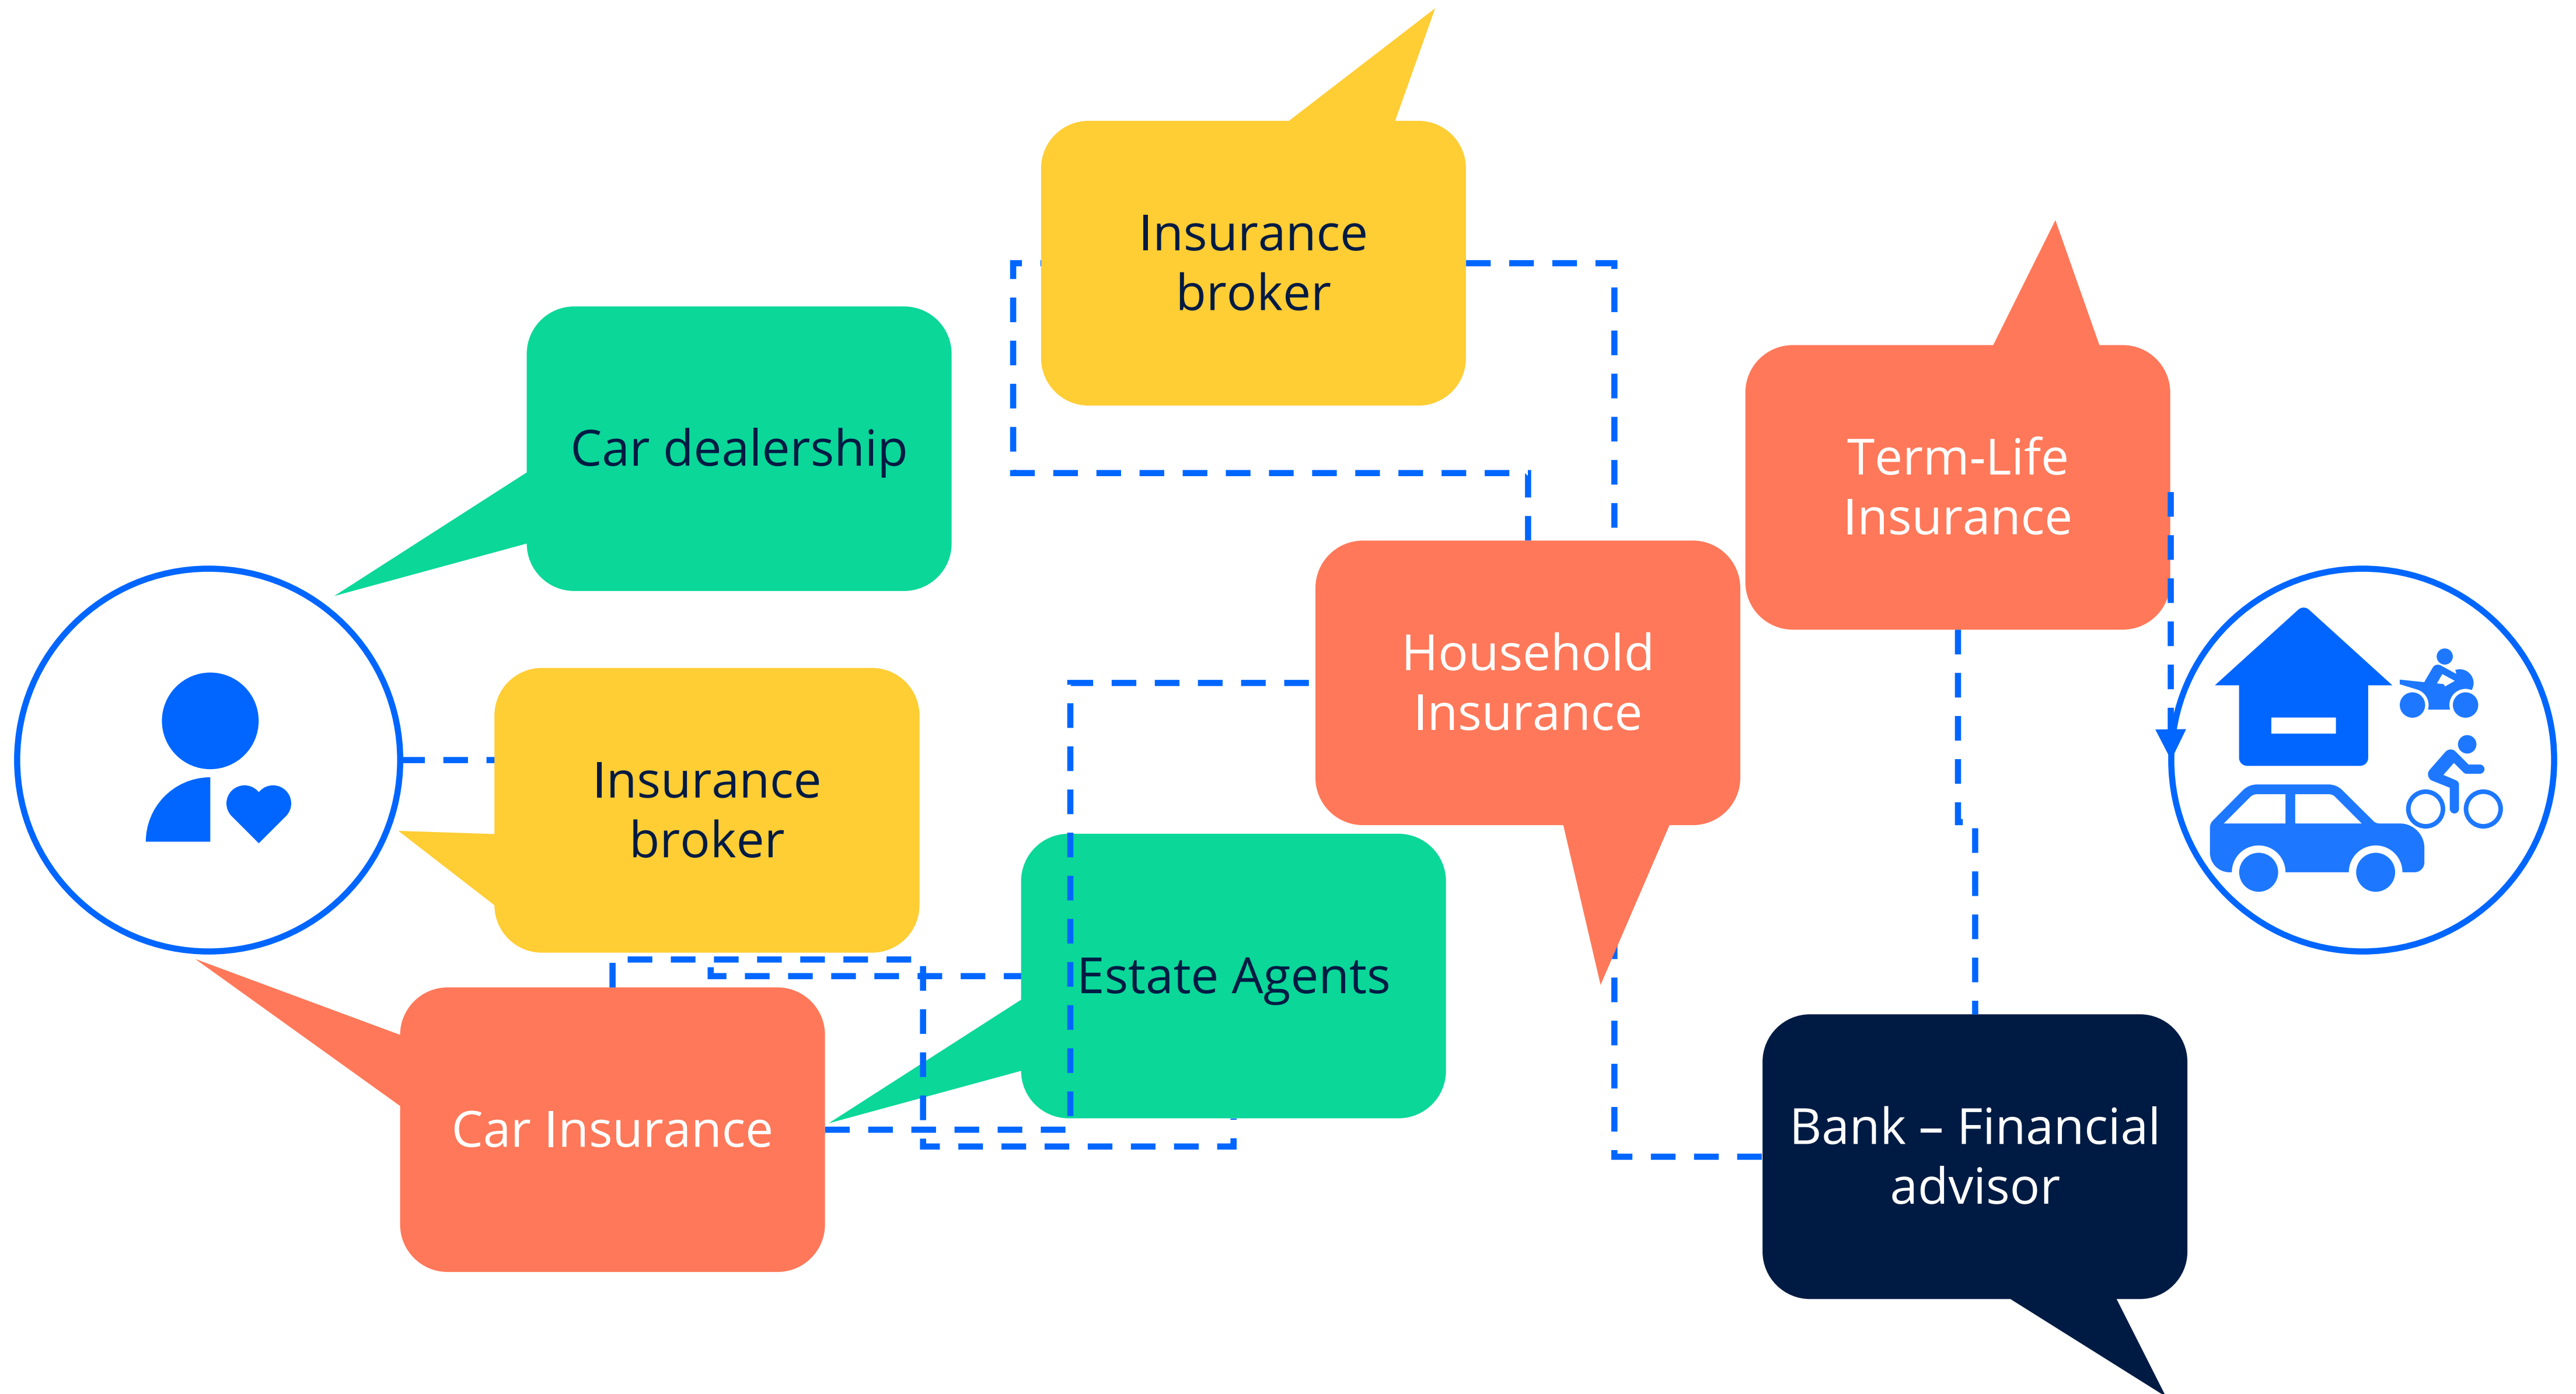 Insurance
broker
Car dealership
Term-Life
Insurance
Household
Insurance
Insurance
broker
Estate Agents
Car Insurance
Bank – Financial
advisor